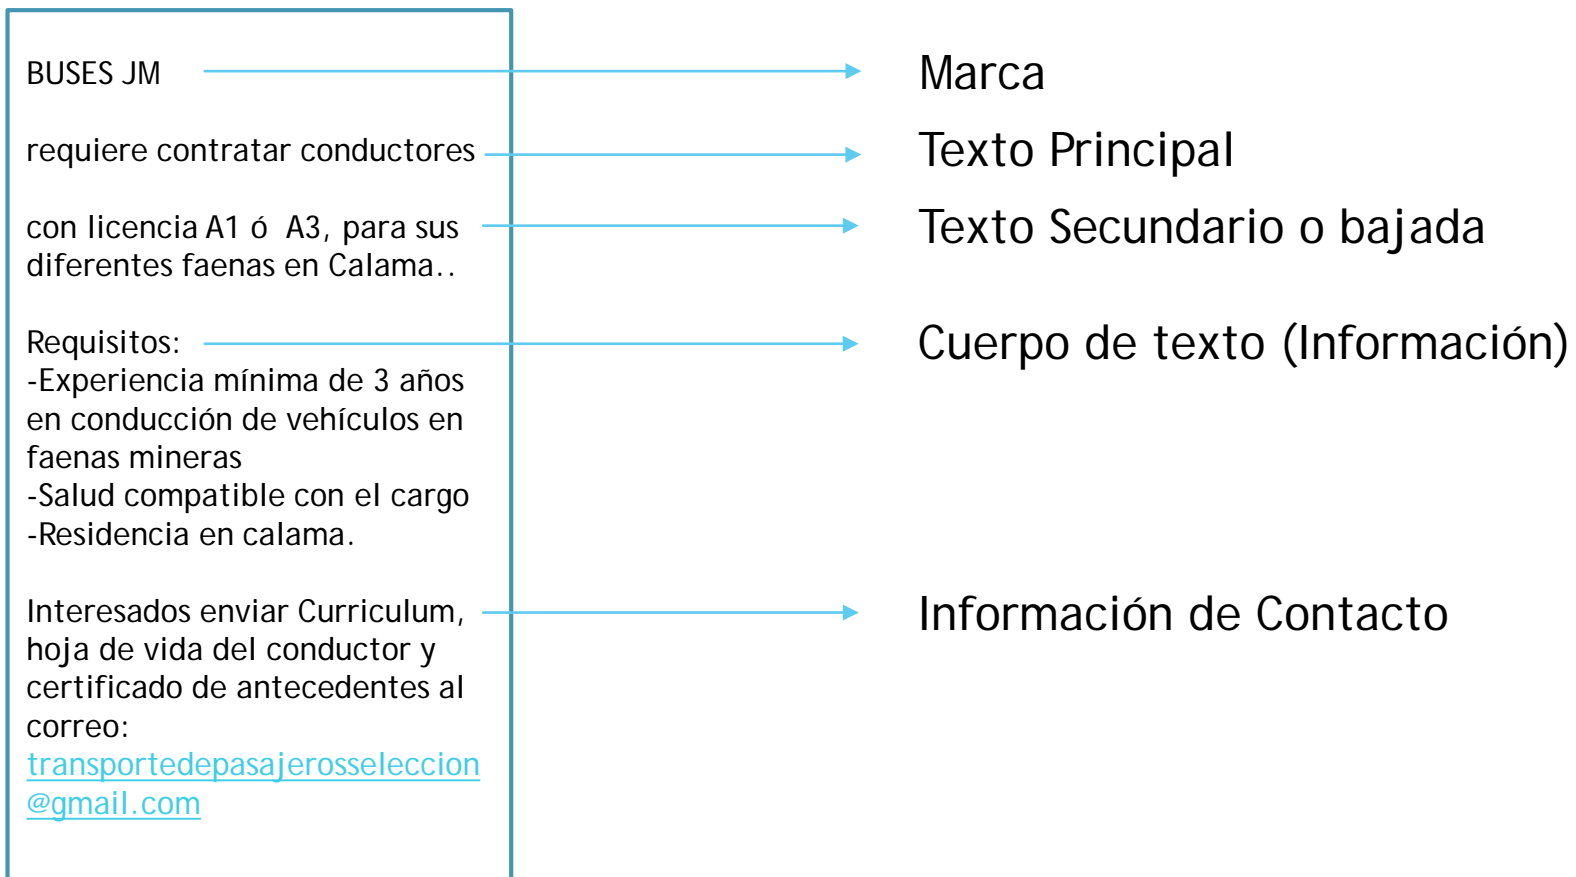 BUSES JM
Marca
requiere contratar conductores
Texto Principal
con licencia A1 ó  A3, para sus
diferentes faenas en Calama..
Texto Secundario o bajada
Requisitos:
Cuerpo de texto (Información)
-Experiencia mínima de 3 años
en conducción de vehículos en
faenas mineras
-Salud compatible con el cargo
-Residencia en calama.
Interesados enviar Curriculum,
hoja de vida del conductor y
certificado de antecedentes al
correo:
transportedepasajerosseleccion
@gmail.com
Información de Contacto